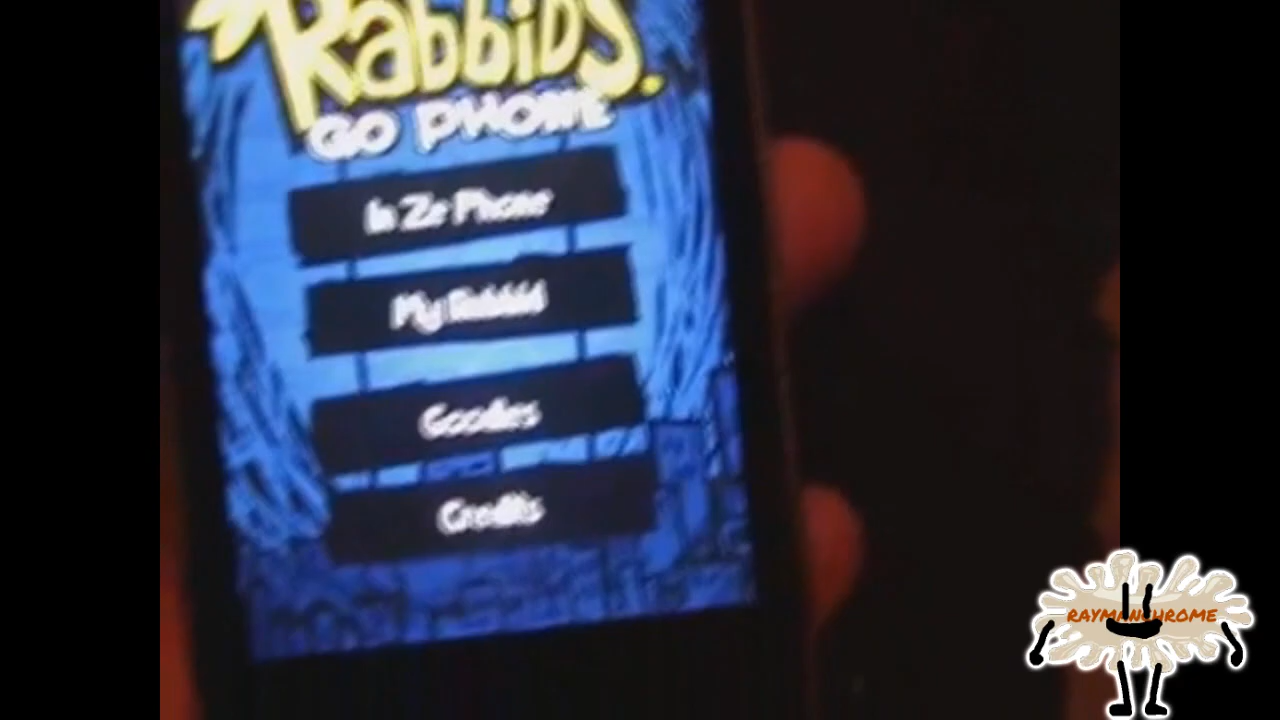 Rabbids
GO PHONE
In Ze Phone
My Rabbid
Goodies
Credits
RAYMANCHROME